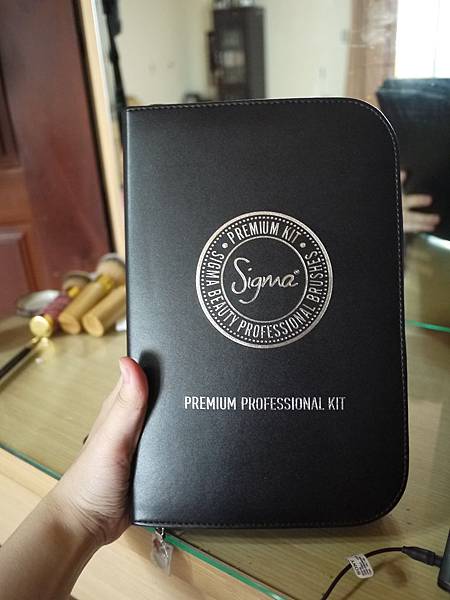 PREMIUM KIT
Sigma
SIGMA BEAUTY PROFESSIONAL BRUSHES
PREMIUM PROFESSIONAL KIT